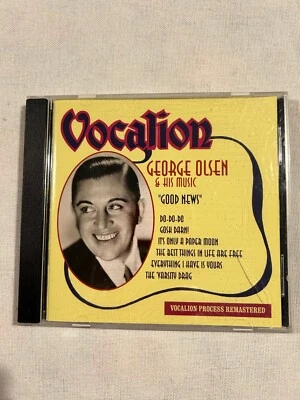 Vocalion
GEORGE OLSEN
& HIS MUSIC
"GOOD NEWS"
DO-DO-DO
GOSH DARN!
IT'S ONLY A PAPER MOON
THE BEST THINGS IN LIFE ARE FREE
EVERYTHING I HAVE IS YOURS
THE 'VARSITY DRAG
VOCALION PROCESS REMASTERED